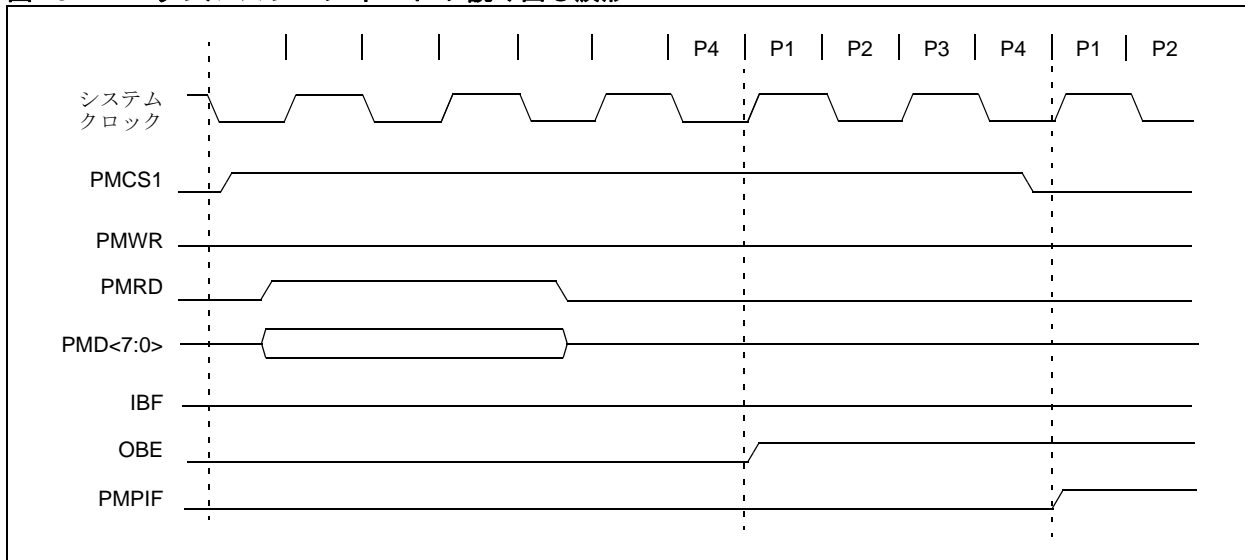 P4 P1 P2 P3 P4 P1 P2
システム
クロック
PMCS1
PMWR
PMRD
PMD<7:0>
IBF
OBE
PMPIF